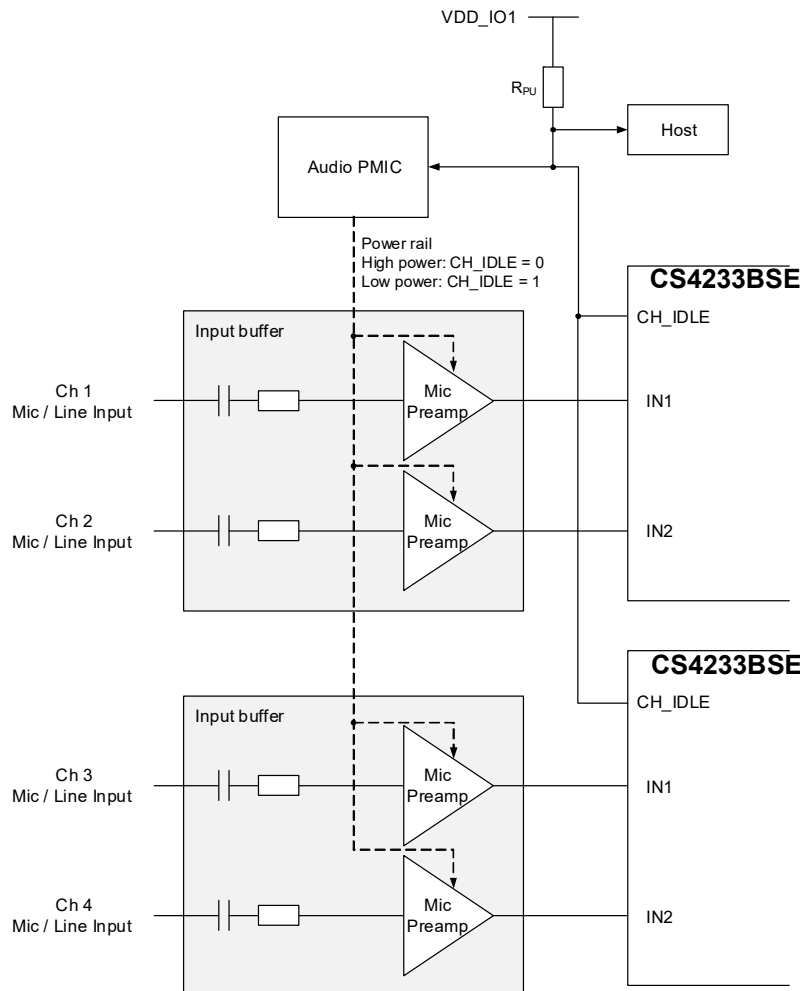 VDD_IO1
RPU
Host
Audio PMIC
Power rail
High power: CH_IDLE = 0
Low power: CH_IDLE = 1
CS4233BSE
CH_IDLE
Input buffer
Ch 1
Mic / Line Input
Mic
Preamp
IN1
Ch 2
Mic / Line Input
Mic
Preamp
IN2
CS4233BSE
CH_IDLE
Input buffer
Ch 3
Mic / Line Input
Mic
Preamp
IN1
Ch 4
Mic / Line Input
Mic
Preamp
IN2